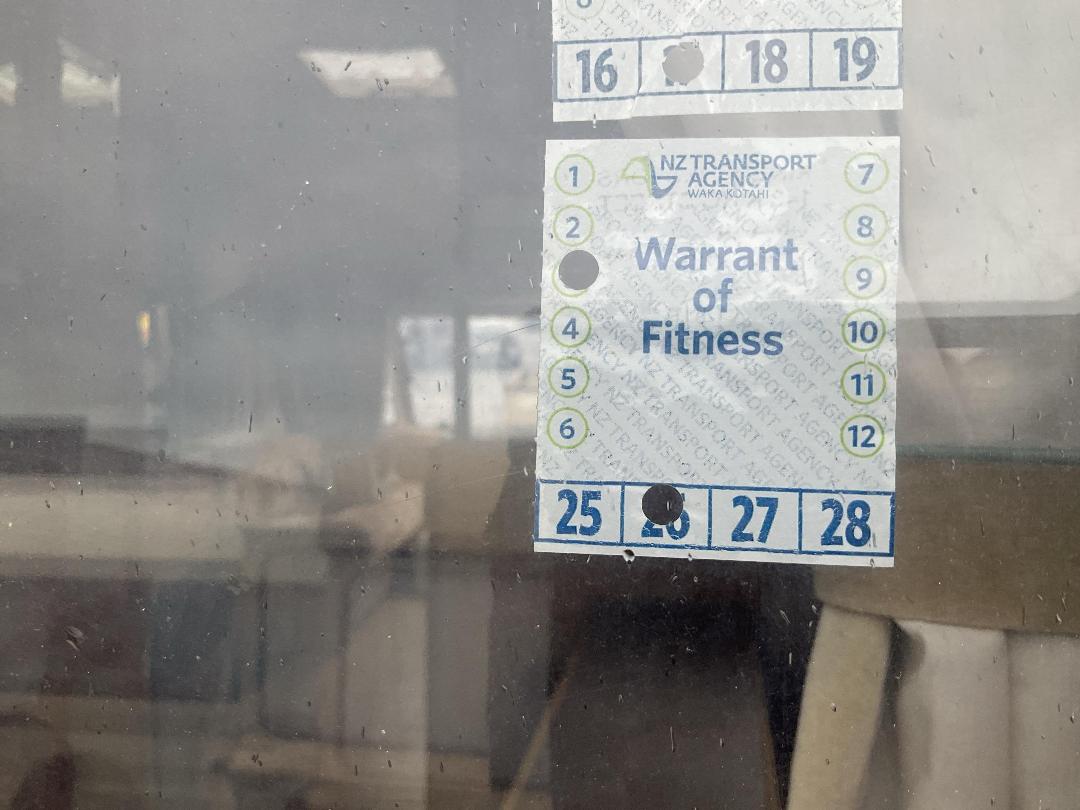 16 18 19
1 NZ TRANSPORT 7
AGENCY
WAKA KOTAHI
2 8
Warrant
9
of
4 10
Fitness
5 11
6 12
25 26 27 28